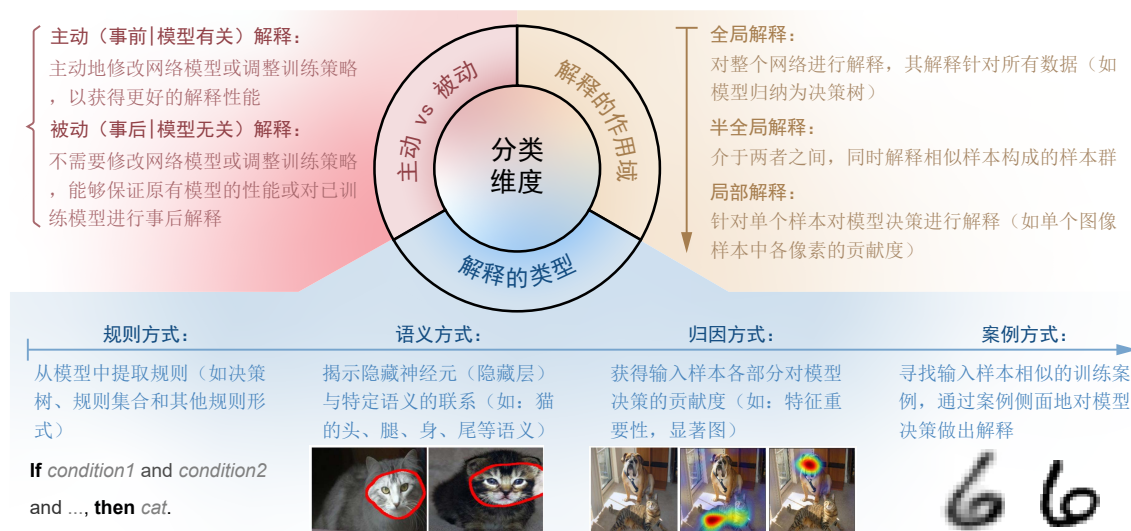 主动（事前|模型有关）解释：
主动地修改网络模型或调整训练策略
，以获得更好的解释性能
被动（事后|模型无关）解释：
不需要修改网络模型或调整训练策略
，能够保证原有模型的性能或对已训
练模型进行事后解释
主动 vs 被动
解释的作用域
分类
维度
解释的类型
全局解释：
对整个网络进行解释，其解释针对所有数据（如
模型归纳为决策树）
半全局解释：
介于两者之间，同时解释相似样本构成的样本群
局部解释：
针对单个样本对模型决策进行解释（如单个图像
样本中各像素的贡献度）
规则方式：
从模型中提取规则（如决策
树、规则集合和其他规则形
式）
If condition1 and condition2
and ..., then cat.
语义方式：
揭示隐藏神经元（隐藏层）
与特定语义的联系（如：猫
的头、腿、身、尾等语义）
归因方式：
获得输入样本各部分对模型
决策的贡献度（如：特征重
要性，显著图）
案例方式：
寻找输入样本相似的训练案
例，通过案例侧面地对模型
决策做出解释
6 6